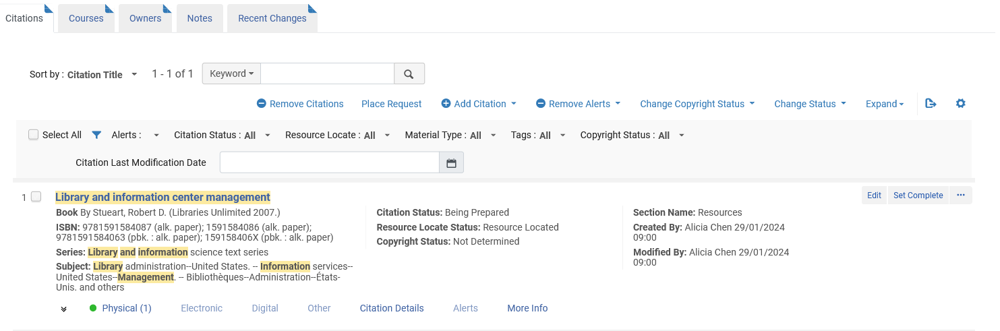 Citations Courses Owners Notes Recent Changes
Sort by : Citation Title 1 - 1 of 1 Keyword
Remove Citations Place Request Add Citation Remove Alerts Change Copyright Status Change Status Expand
Select All Alerts : Citation Status : All Resource Locate : All Material Type : All Tags : All Copyright Status : All
Citation Last Modification Date
1 Library and information center management Edit Set Complete ...
Book By Stueart, Robert D. (Libraries Unlimited 2007.)
ISBN: 9781591584087 (alk. paper); 1591584086 (alk. paper);
9781591584063 (pbk. : alk. paper); 159158406X (pbk. : alk. paper)
Series: Library and information science text series
Subject: Library administration--United States. -- Information services--
United States--Management. -- Bibliothèques--Administration--États-
Unis. and others
Citation Status: Being Prepared
Resource Locate Status: Resource Located
Copyright Status: Not Determined
Section Name: Resources
Created By: Alicia Chen 29/01/2024
09:00
Modified By: Alicia Chen 29/01/2024
09:00
Physical (1) Electronic Digital Other Citation Details Alerts More Info